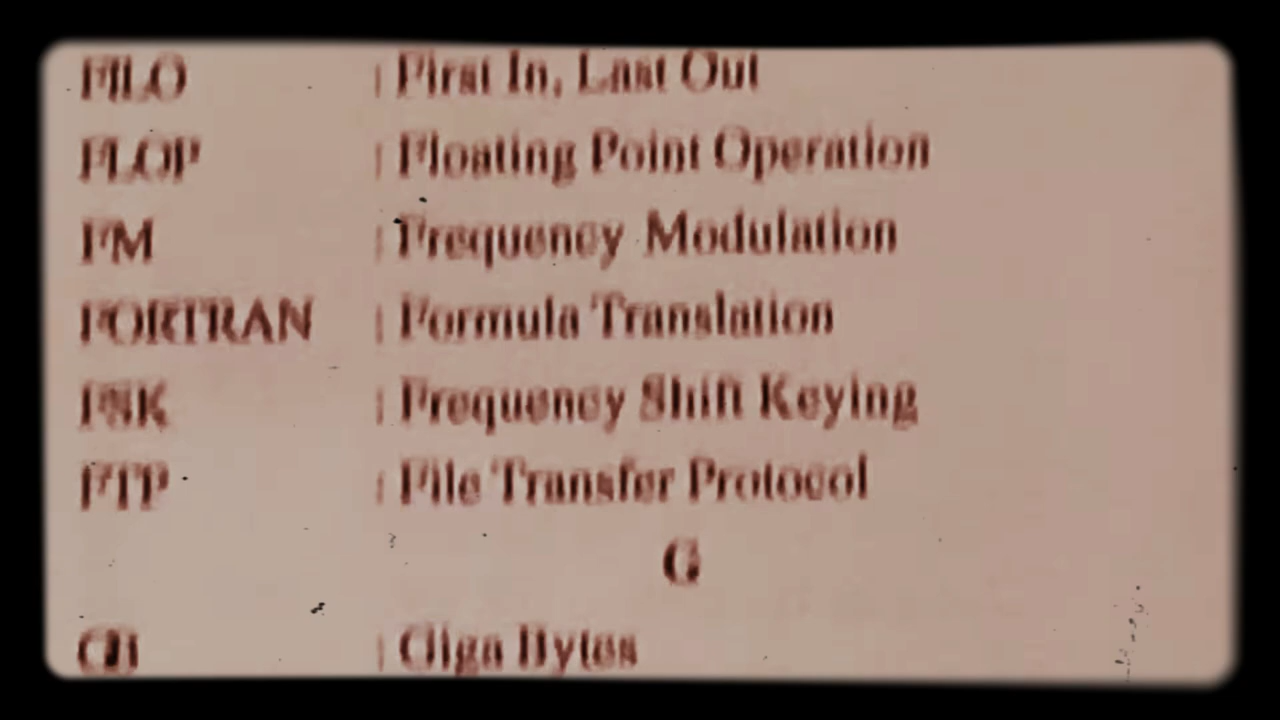 FILO : First In, Last Out
FLOP : Floating Point Operation
FM : Frequency Modulation
FORTRAN : Formula Translation
FSK : Frequency Shift Keying
FTP : File Transfer Protocol
G
GB : Giga Bytes